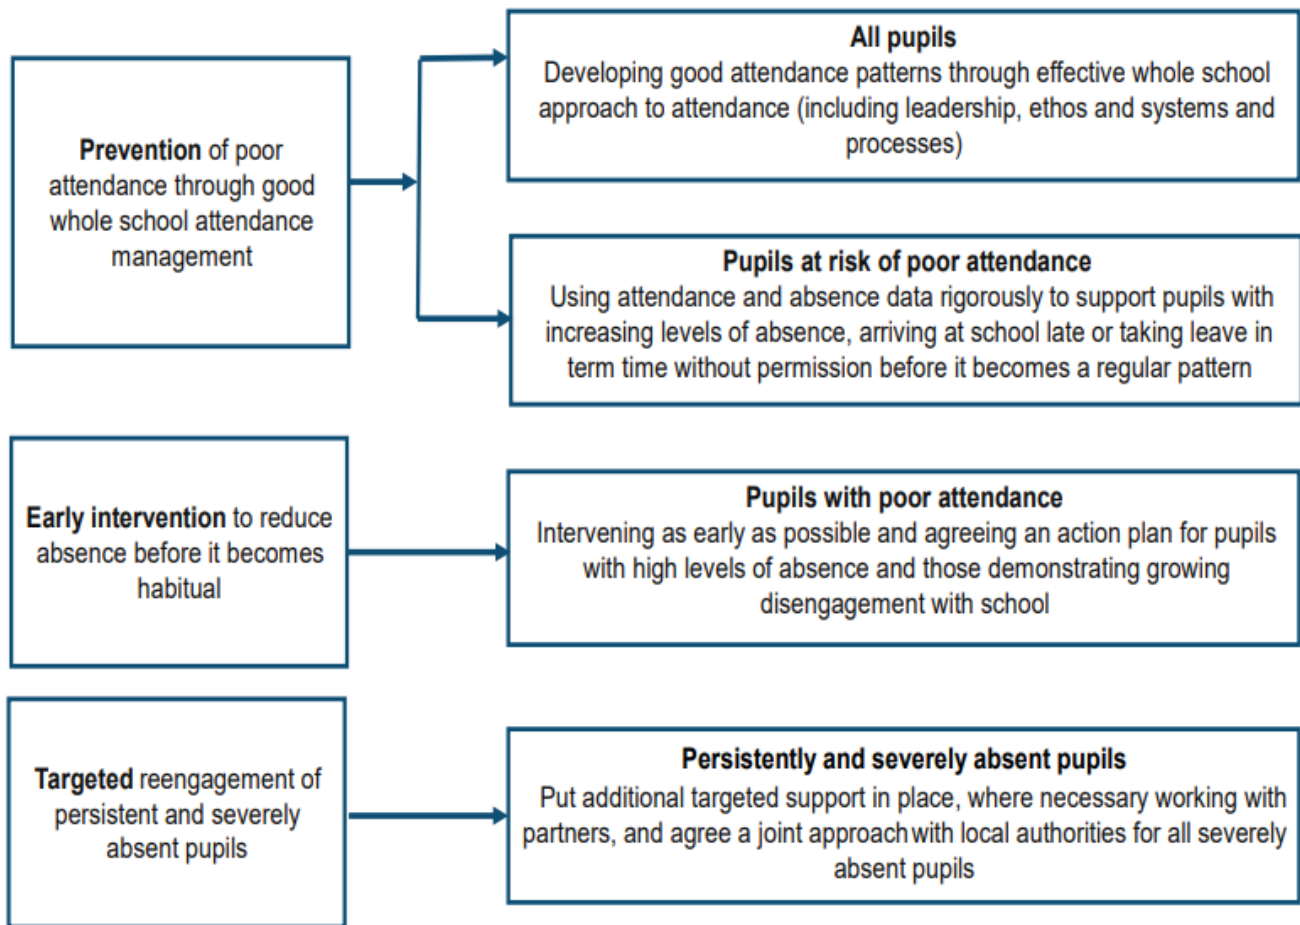 Prevention of poor
attendance through good
whole school attendance
management
All pupils
Developing good attendance patterns through effective whole school
approach to attendance (including leadership, ethos and systems and
processes)
Pupils at risk of poor attendance
Using attendance and absence data rigorously to support pupils with
increasing levels of absence, arriving at school late or taking leave in
term time without permission before it becomes a regular pattern
Early intervention to reduce
absence before it becomes
habitual
Pupils with poor attendance
Intervening as early as possible and agreeing an action plan for pupils
with high levels of absence and those demonstrating growing
disengagement with school
Targeted reengagement of
persistent and severely
absent pupils
Persistently and severely absent pupils
Put additional targeted support in place, where necessary working with
partners, and agree a joint approach with local authorities for all severely
absent pupils